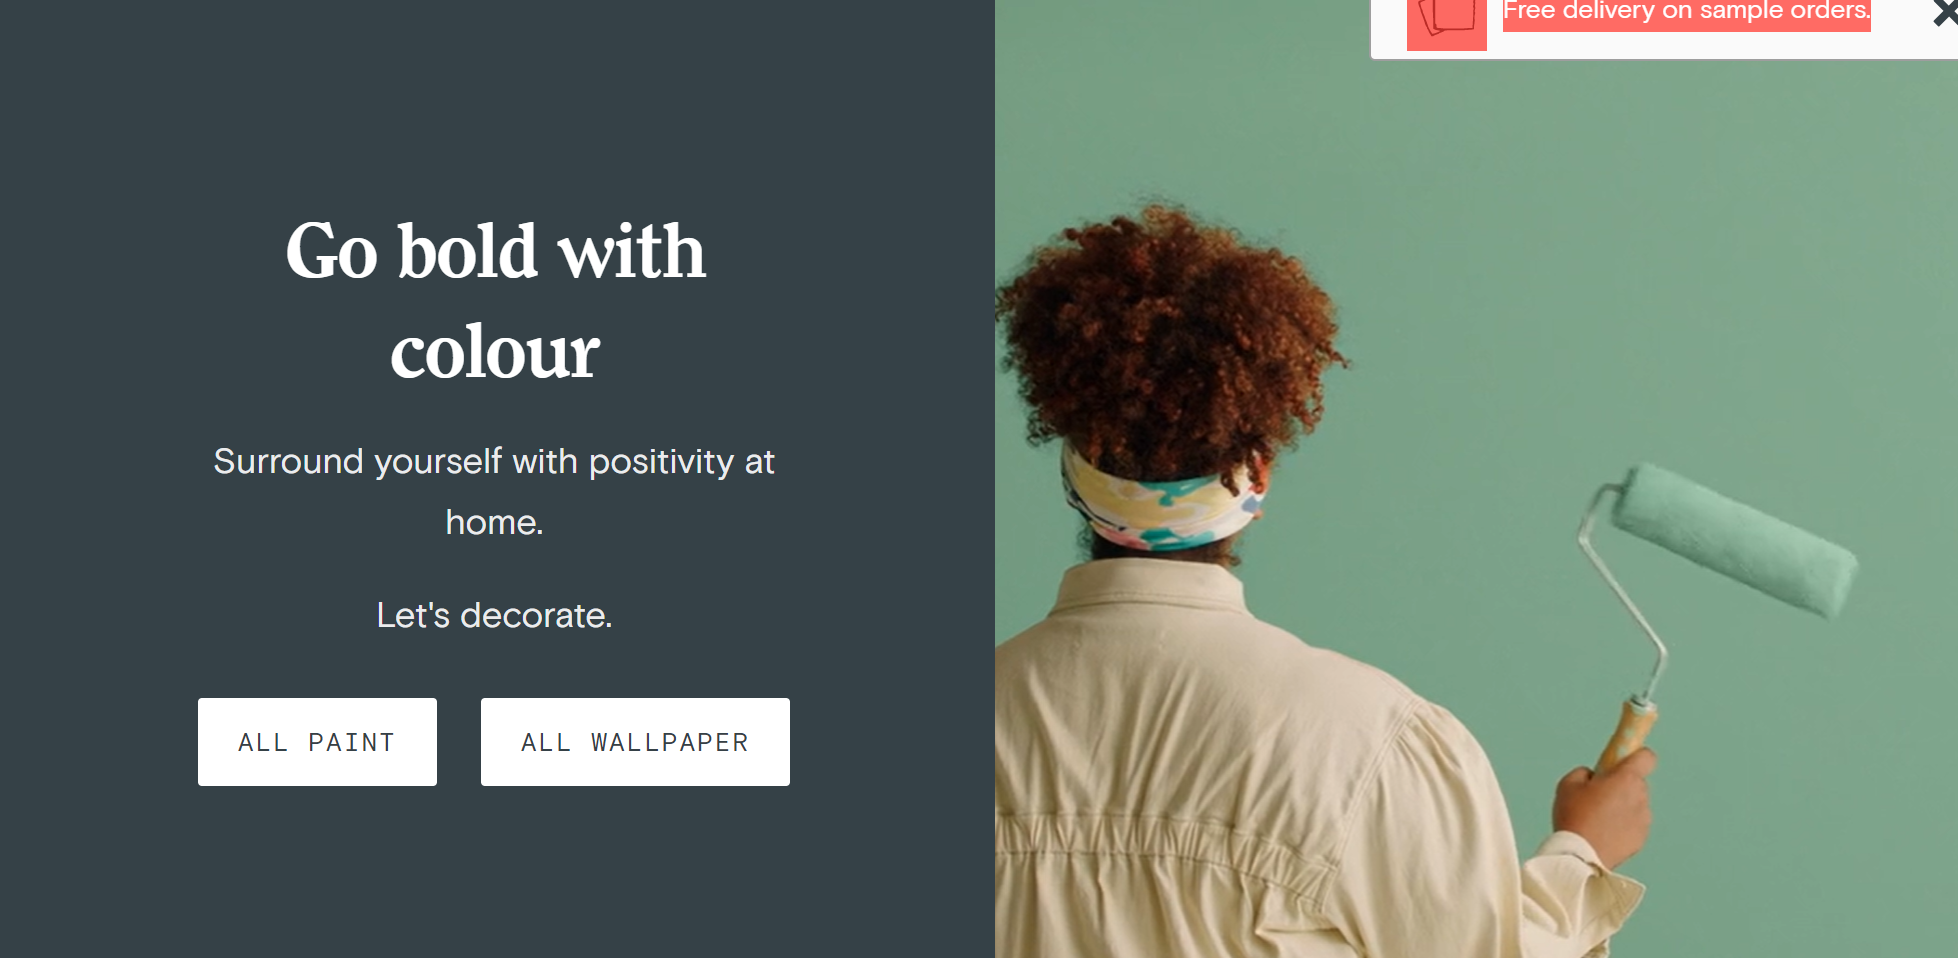 Free delivery on sample orders.
Go bold with
colour
Surround yourself with positivity at
home.
Let's decorate.
ALL PAINT
ALL WALLPAPER